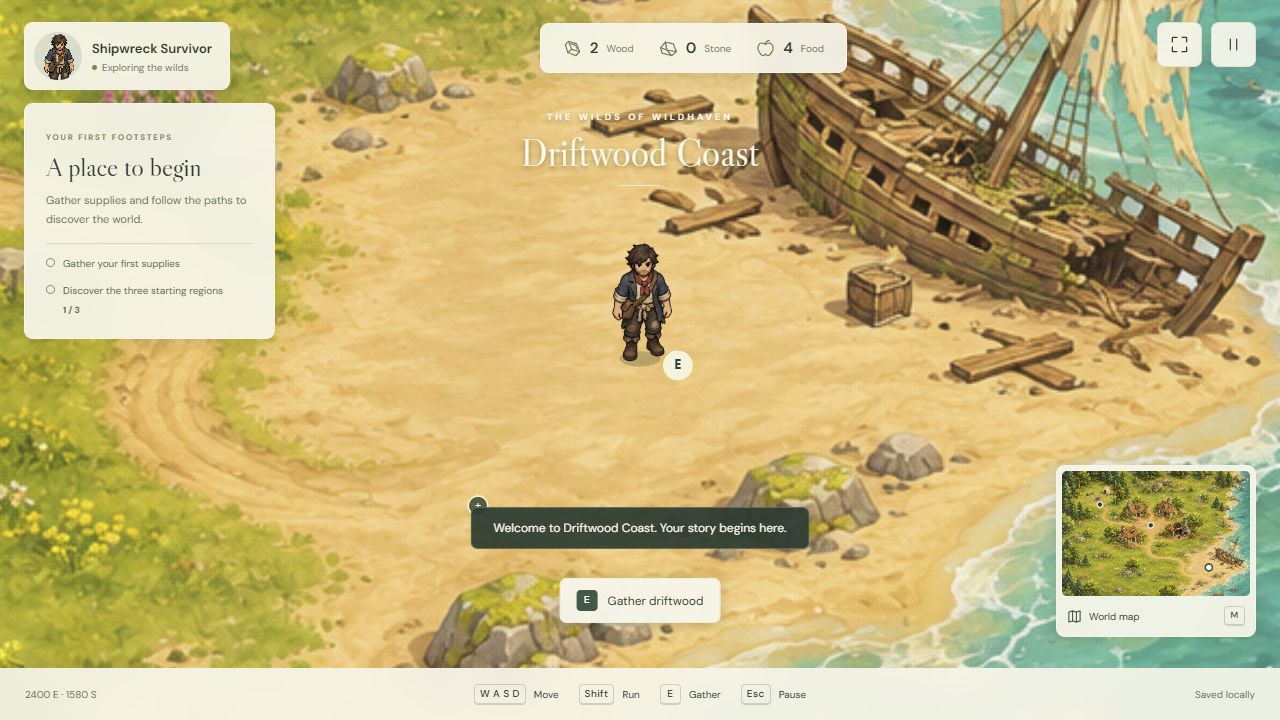 Shipwreck Survivor
Exploring the wilds
2 Wood 0 Stone 4 Food
YOUR FIRST FOOTSTEPS
A place to begin
Gather supplies and follow the paths to
discover the world.
Gather your first supplies
Discover the three starting regions
1 / 3
THE WILDS OF WILDHAVEN
Driftwood Coast
E
Welcome to Driftwood Coast. Your story begins here.
E Gather driftwood
World map M
2400 E · 1580 S
W A S D Move Shift Run E Gather Esc Pause
Saved locally